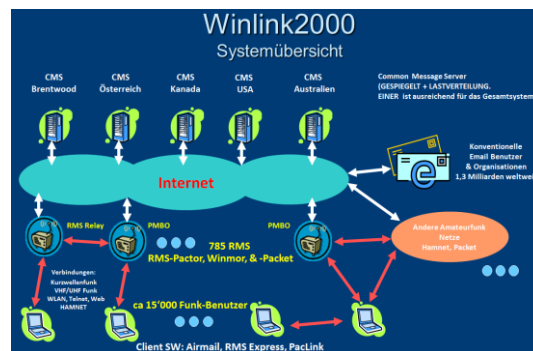 Winlink2000
Systemübersicht
CMS
Brentwood
CMS
Österreich
CMS
Kanada
CMS
USA
CMS
Australien
Common Message Server
(GESPIEGELT + LASTVERTEILUNG.
EINER ist ausreichend für das Gesamtsystem
Internet
Konventionelle
Email Benutzer
& Organisationen
1,3 Milliarden weltweit
RMS Relay
PMBO
PMBO
785 RMS
RMS-Pactor, Winmor, & -Packet
Andere Amateurfunk
Netze
Hamnet, Packet
Verbindungen:
Kurzwellenfunk
VHF/UHF Funk
WLAN, Telnet, Web
HAMNET
ca 15'000 Funk-Benutzer
Client SW: Airmail, RMS Express, PacLink